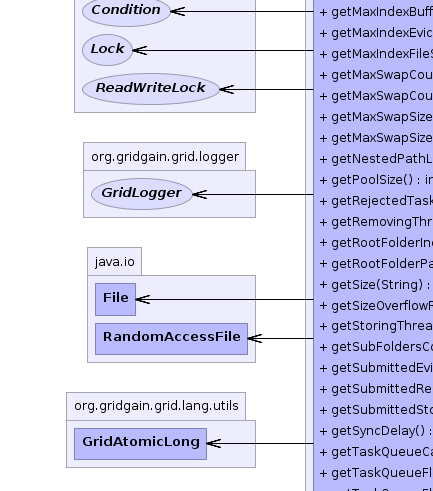 Condition
Lock
ReadWriteLock
org.gridgain.grid.logger
GridLogger
java.io
File
RandomAccessFile
org.gridgain.grid.lang.utils
GridAtomicLong
+ getMaxIndexBuff
+ getMaxIndexEvic
+ getMaxIndexFileS
+ getMaxSwapCou
+ getMaxSwapCou
+ getMaxSwapSize
+ getMaxSwapSize
+ getNestedPathL
+ getPoolSize() : in
+ getRejectedTask
+ getRemovingThr
+ getRootFolderInd
+ getRootFolderPa
+ getSize(String) :
+ getSizeOverflowF
+ getStoringThrea
+ getSubFoldersCo
+ getSubmittedEvi
+ getSubmittedRe
+ getSubmittedSto
+ getSyncDelay() :
+ getTaskQueueCa
+ getTaskQueueFl